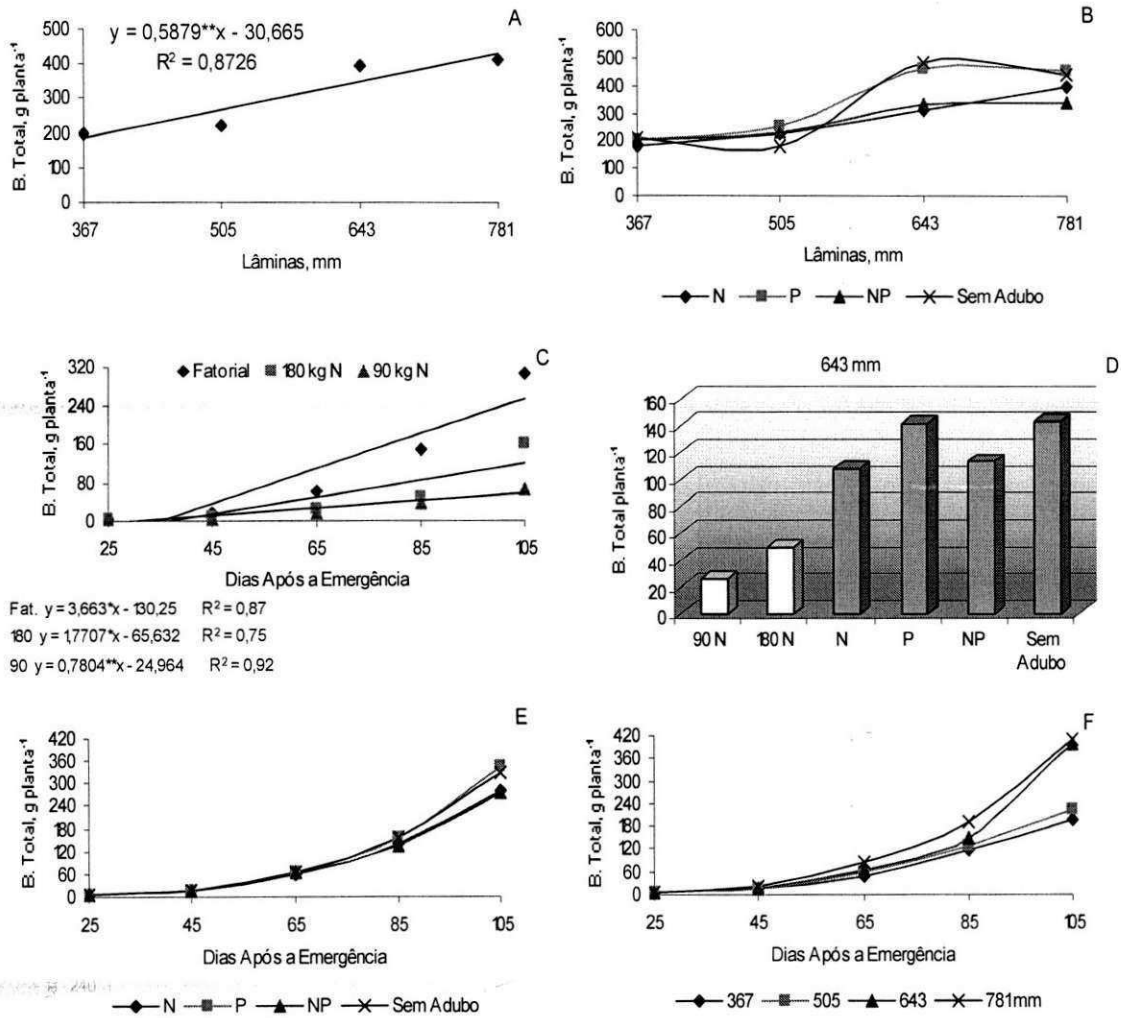 A
y = 0,5879**x - 30,665
R² = 0,8726
B. Total, g planta⁻¹
500
400
300
200
100
0
367 505 643 781
Lâminas, mm
B
B. Total, g planta⁻¹
600
500
400
300
200
100
0
367 505 643 781
Lâminas, mm
N P NP Sem Adubo
C
Fatorial 180 kg N 90 kg N
B. Total, g planta⁻¹
320
240
160
80
0
25 45 65 85 105
Dias Após a Emergência
Fat. y = 3,663*x - 130,25 R² = 0,87
180 y = 1,7707*x - 65,632 R² = 0,75
90 y = 0,7804**x - 24,964 R² = 0,92
D
643 mm
B. Total planta⁻¹
160
140
120
100
80
60
40
20
0
90 N 180 N N P NP Sem Adubo
E
B. Total, g planta⁻¹
420
360
300
240
180
120
60
0
25 45 65 85 105
Dias Após a Emergência
N P NP Sem Adubo
F
B. Total, g planta⁻¹
420
360
300
240
180
120
60
0
25 45 65 85 105
Dias Após a Emergência
367 505 643 781mm